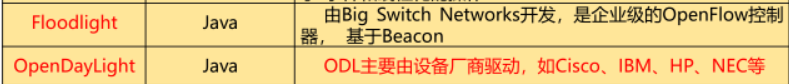 Floodlight Java 由Big Switch Networks开发，是企业级的OpenFlow控制
器， 基于Beacon
OpenDayLight Java ODL主要由设备厂商驱动，如Cisco、IBM、HP、NEC等